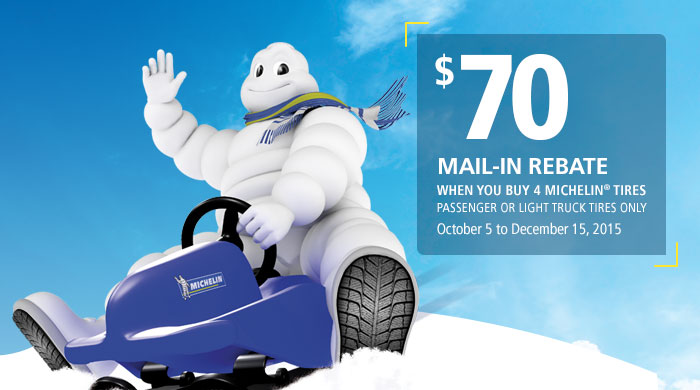 $70
MAIL-IN REBATE
WHEN YOU BUY 4 MICHELIN® TIRES
PASSENGER OR LIGHT TRUCK TIRES ONLY
October 5 to December 15, 2015
MICHELIN